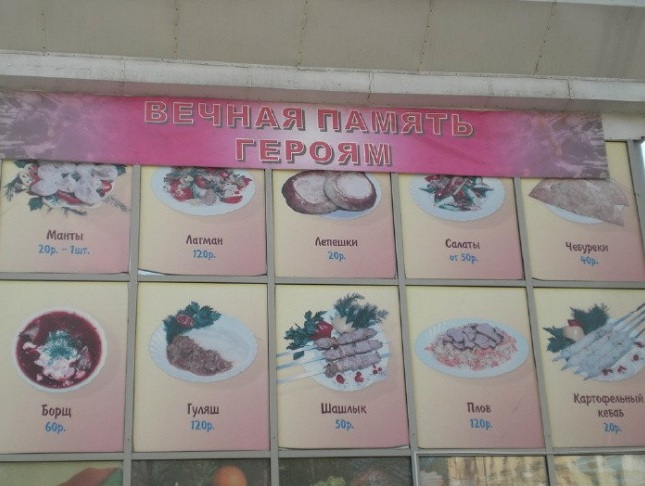 ВЕЧНАЯ ПАМЯТЬ
ГЕРОЯМ
Манты
20р. - 1шт.
Лагман
120р.
Лепешки
20р.
Салаты
от 50р.
Чебуреки
40р.
Борщ
60р.
Гуляш
120р.
Шашлык
50р.
Плов
120р.
Картофельный
кебаб
20р.